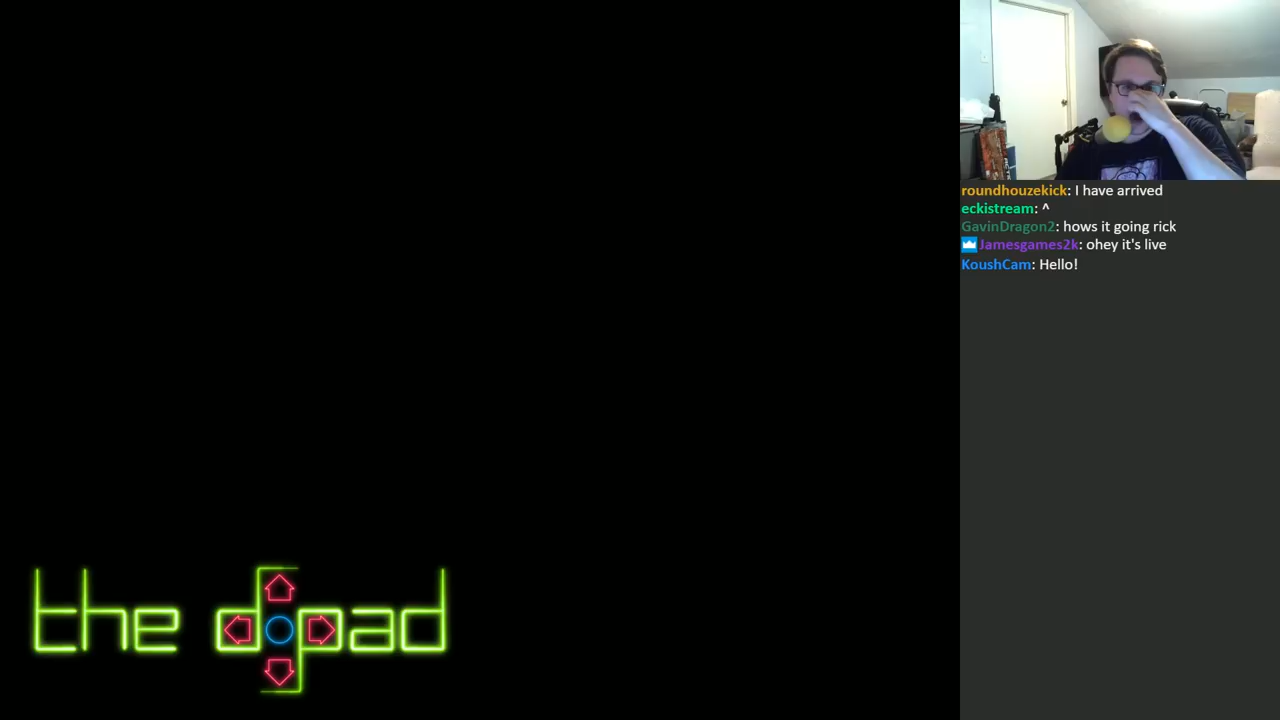 roundhouzekick: I have arrived
eckistream: ^
GavinDragon2: hows it going rick
Jamesgames2k: ohey it's live
KoushCam: Hello!
the dpad